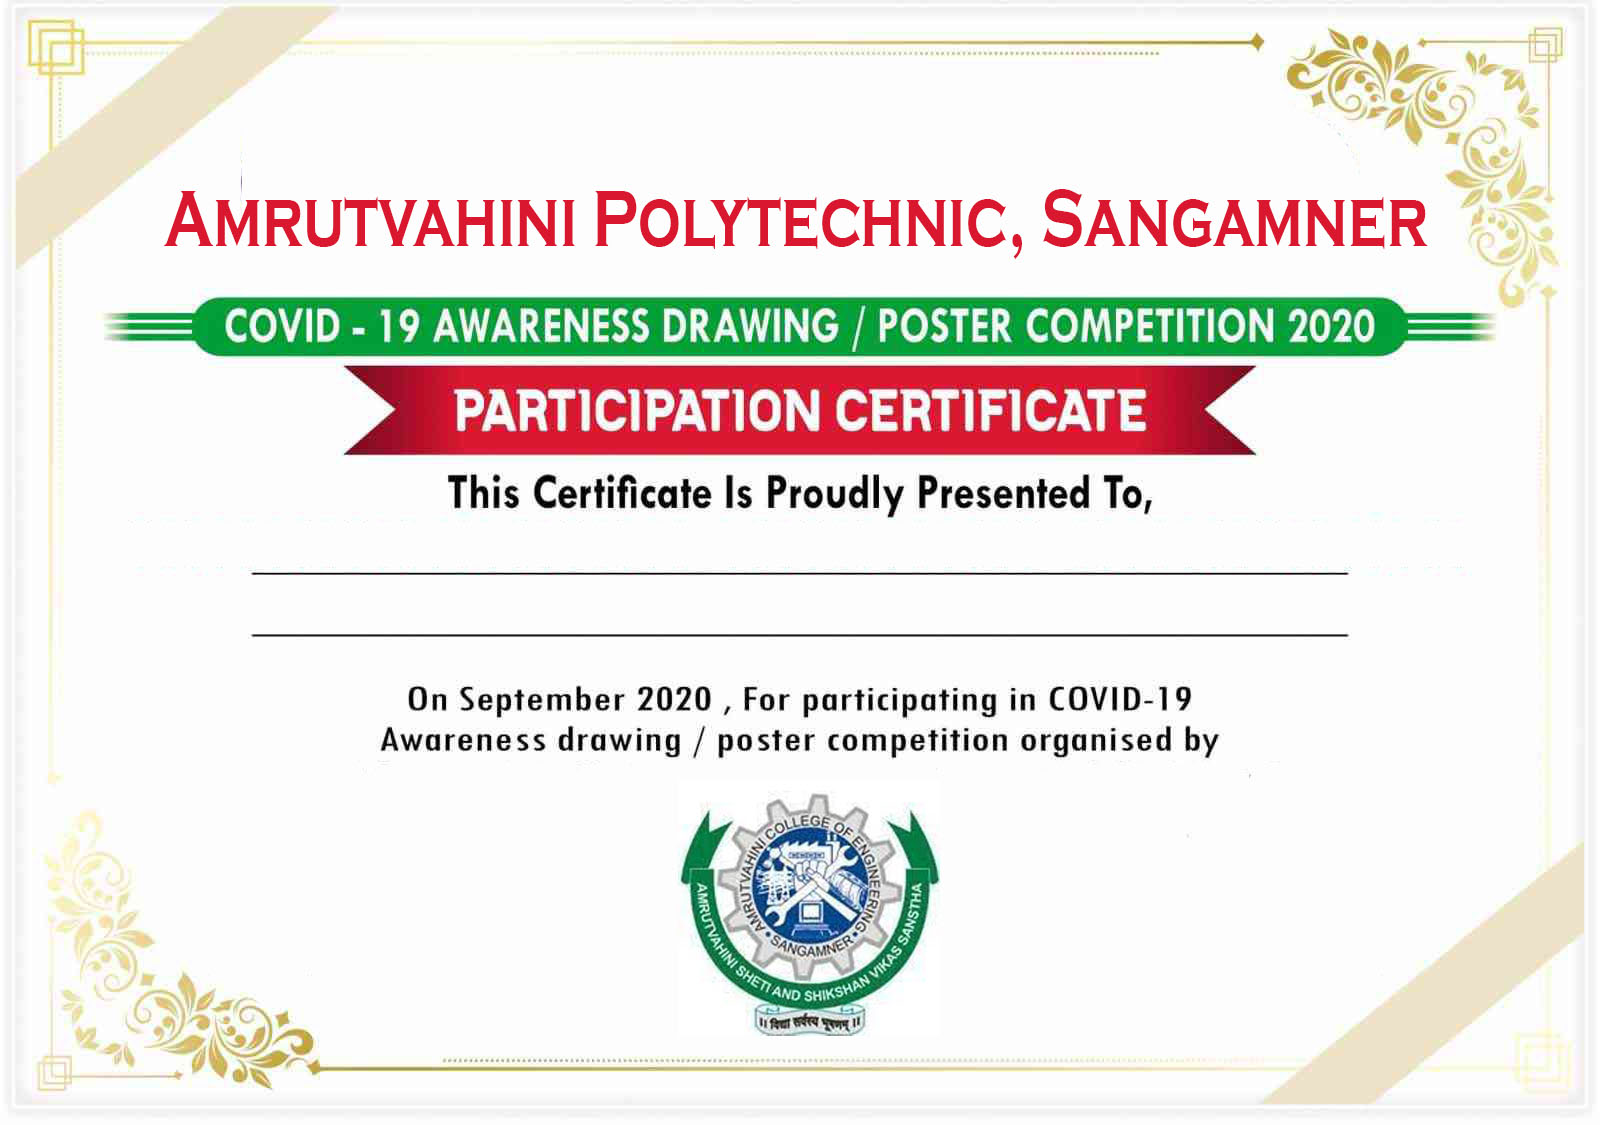 AMRUTVAHINI POLYTECHNIC, SANGAMNER
COVID - 19 AWARENESS DRAWING / POSTER COMPETITION 2020
PARTICIPATION CERTIFICATE
This Certificate Is Proudly Presented To,
On September 2020 , For participating in COVID-19
Awareness drawing / poster competition organised by
AMRUTVAHINI COLLEGE OF ENGINEERING
• SANGAMNER •
AMRUTVAHINI SHETI AND SHIKSHAN VIKAS SANSTHA
॥ विद्या सर्वस्य भूषणम् ॥